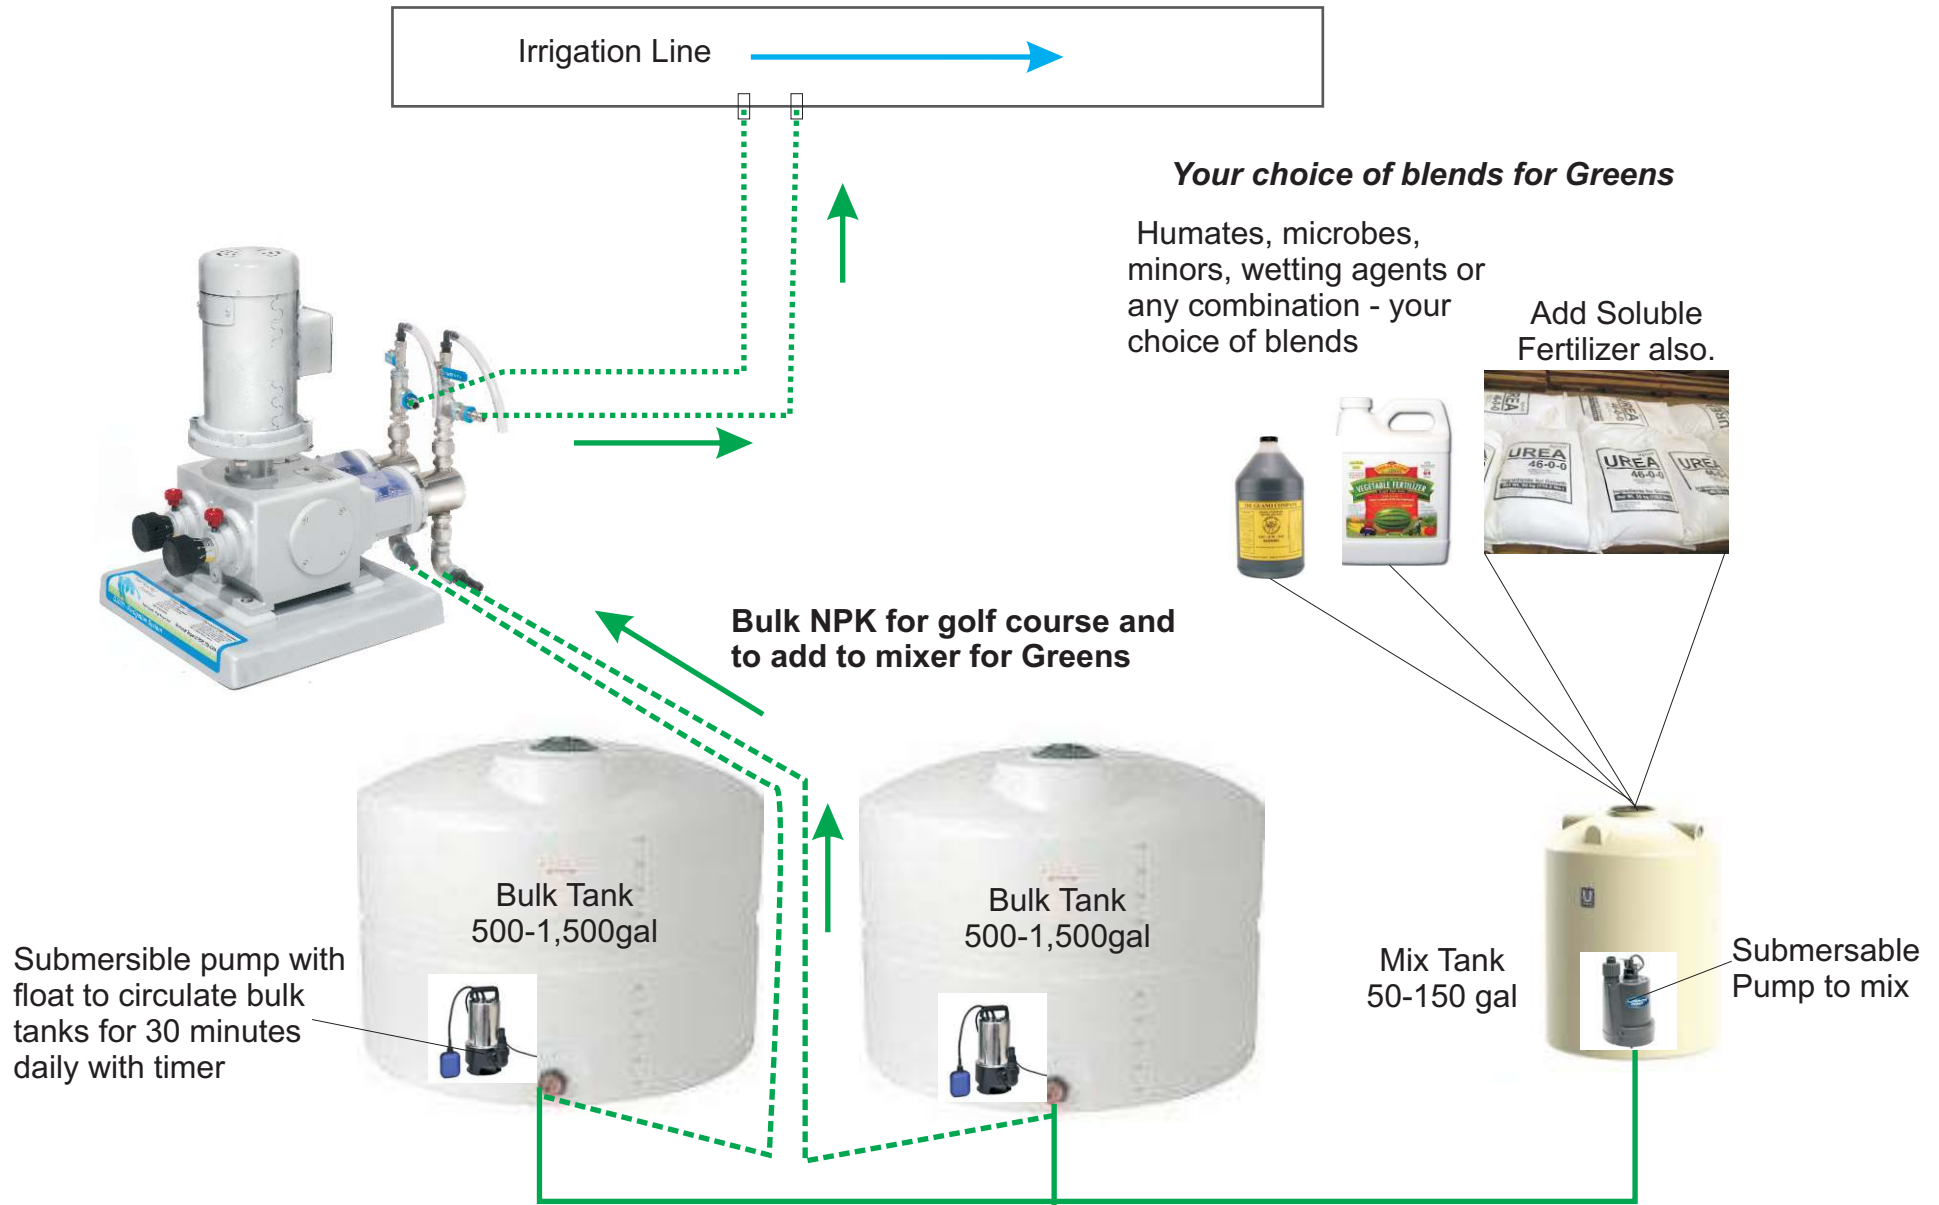 Irrigation Line
Your choice of blends for Greens
Humates, microbes,
minors, wetting agents or
any combination - your
choice of blends
Add Soluble
Fertilizer also.
UREA
46-0-0
UREA
46-0-0
VEGETABLE FERTILIZER
Bulk NPK for golf course and
to add to mixer for Greens
Bulk Tank
500-1,500gal
Bulk Tank
500-1,500gal
Submersible pump with
float to circulate bulk
tanks for 30 minutes
daily with timer
Mix Tank
50-150 gal
Submersable
Pump to mix